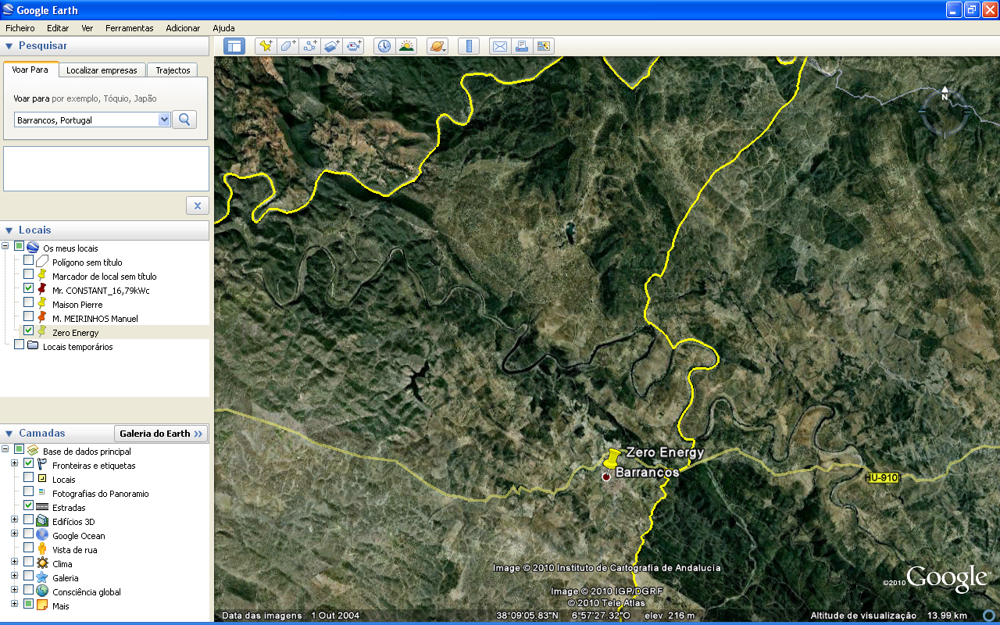 Google Earth
Ficheiro Editar Ver Ferramentas Adicionar Ajuda
Pesquisar
Voar Para Localizar empresas Trajectos
Voar para por exemplo, Tóquio, Japão
Barrancos, Portugal
Locais
Os meus locais
Polígono sem título
Marcador de local sem título
Mr. CONSTANT_16,79kWc
Maison Pierre
M. MEIRINHOS Manuel
Zero Energy
Locais temporários
Camadas Galeria do Earth >>
Base de dados principal
Fronteiras e etiquetas
Locais
Fotografias do Panoramio
Estradas
Edifícios 3D
Google Ocean
Vista de rua
Clima
Galeria
Consciência global
Mais
N
Zero Energy
Barrancos
HU-910
Image © 2010 Instituto de Cartografia de Andalucía
Image © 2010 IGP/DGRF
© 2010 Tele Atlas
©2010 Google
Data das imagens: 1 Out 2004 38°09'05.83"N 6°57'27.32"O elev 216 m Altitude de visualização 13.99 km